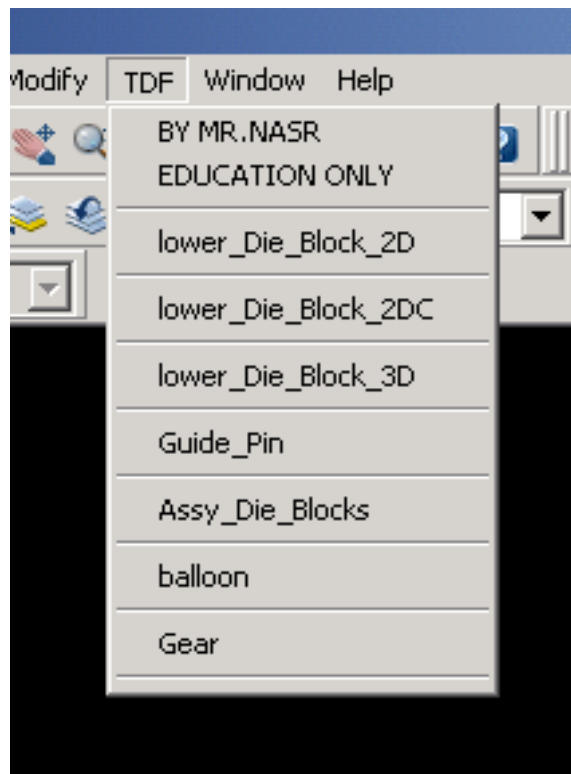 Modify TDF Window Help
BY MR.NASR
EDUCATION ONLY
lower_Die_Block_2D
lower_Die_Block_2DC
lower_Die_Block_3D
Guide_Pin
Assy_Die_Blocks
balloon
Gear